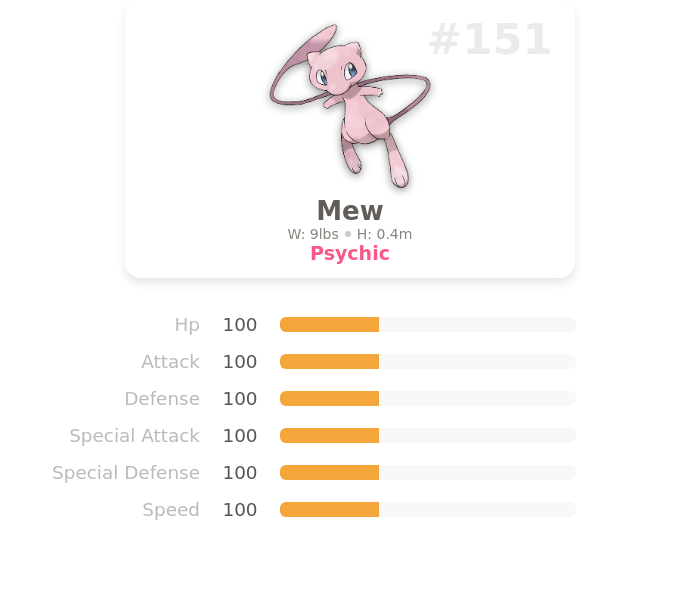 #151
Mew
W: 9lbs • H: 0.4m
Psychic
Hp 100
Attack 100
Defense 100
Special Attack 100
Special Defense 100
Speed 100